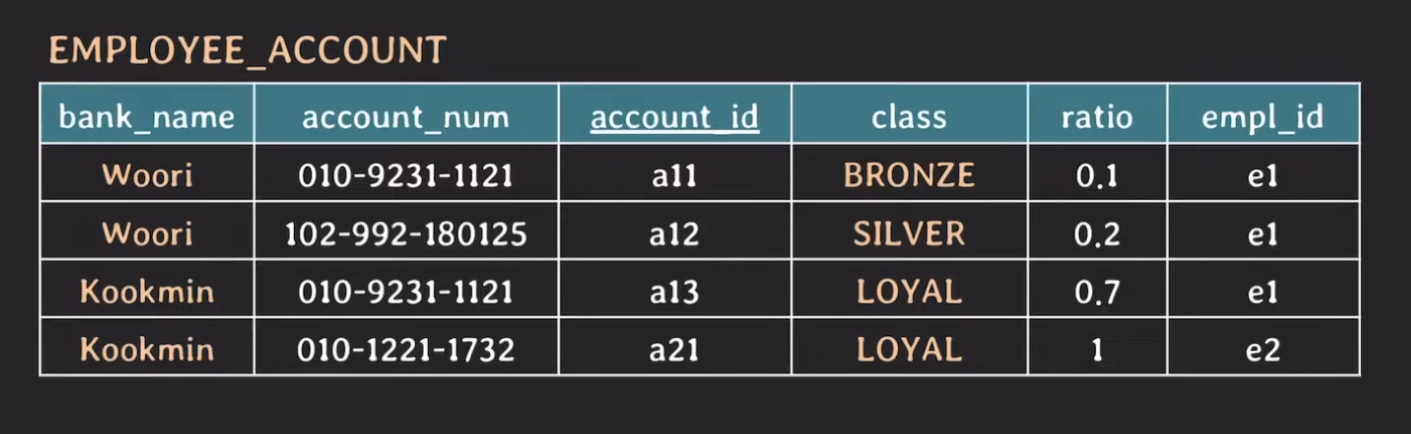 EMPLOYEE_ACCOUNT
bank_name account_num account_id class ratio empl_id
Woori 010-9231-1121 a11 BRONZE 0.1 e1
Woori 102-992-180125 a12 SILVER 0.2 e1
Kookmin 010-9231-1121 a13 LOYAL 0.7 e1
Kookmin 010-1221-1732 a21 LOYAL 1 e2